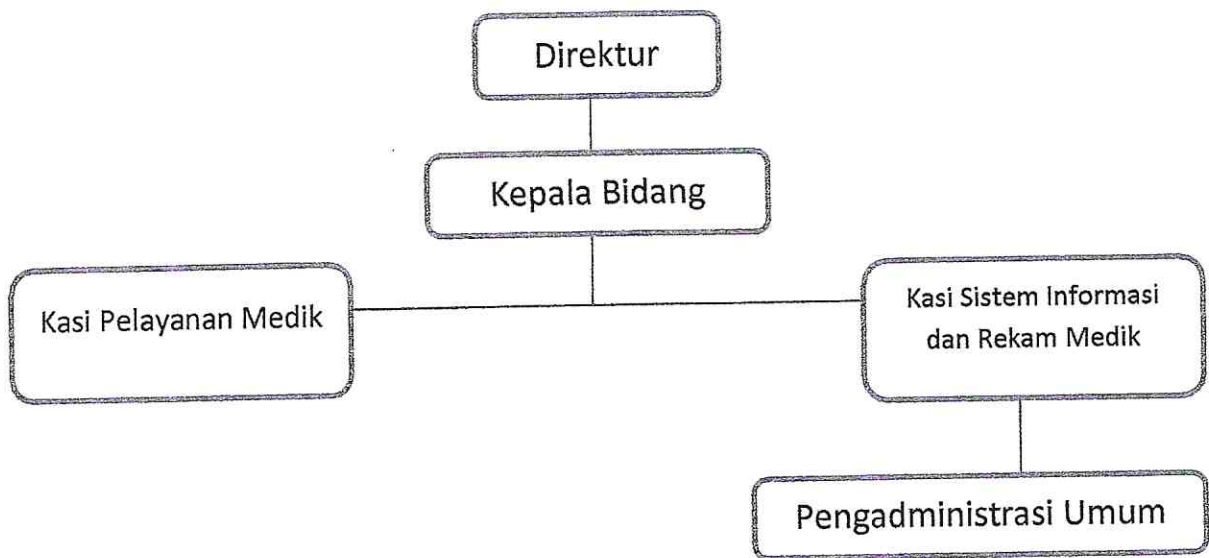 Direktur
Kepala Bidang
Kasi Pelayanan Medik
Kasi Sistem Informasi
dan Rekam Medik
Pengadministrasi Umum